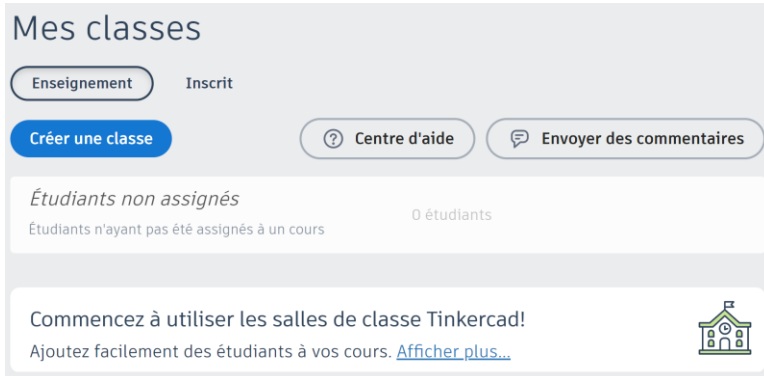 Mes classes
Enseignement Inscrit
Créer une classe Centre d'aide Envoyer des commentaires
Étudiants non assignés
0 étudiants
Étudiants n'ayant pas été assignés à un cours
Commencez à utiliser les salles de classe Tinkercad!
Ajoutez facilement des étudiants à vos cours. Afficher plus...